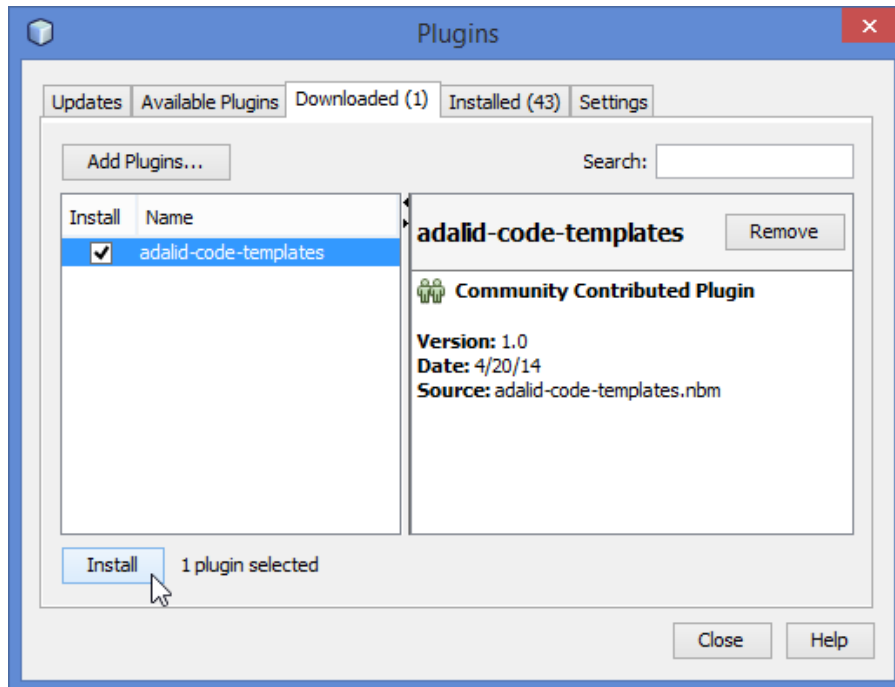 Plugins
Updates Available Plugins Downloaded (1) Installed (43) Settings
Add Plugins... Search:
Install Name
adalid-code-templates
adalid-code-templates Remove
Community Contributed Plugin
Version: 1.0
Date: 4/20/14
Source: adalid-code-templates.nbm
Install 1 plugin selected
Close Help